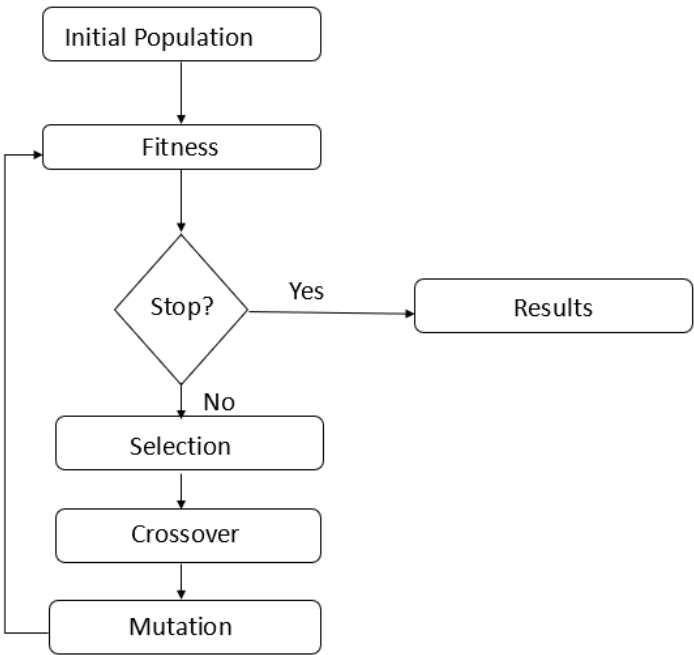 Initial Population
Fitness
Stop?
Yes
Results
No
Selection
Crossover
Mutation